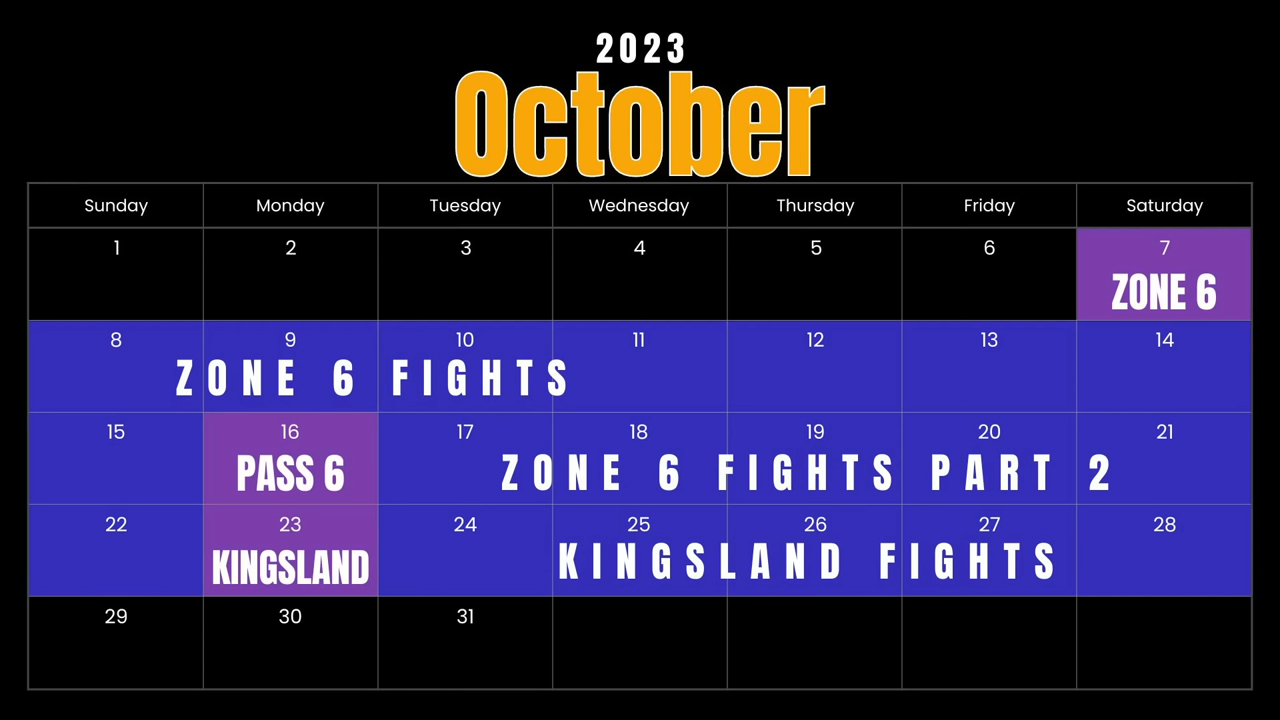 2023
October
Sunday Monday Tuesday Wednesday Thursday Friday Saturday
1 2 3 4 5 6 7
ZONE 6
8 9 10 11 12 13 14
ZONE 6 FIGHTS
15 16 17 18 19 20 21
PASS 6 ZONE 6 FIGHTS PART 2
22 23 24 25 26 27 28
KINGSLAND KINGSLAND FIGHTS
29 30 31